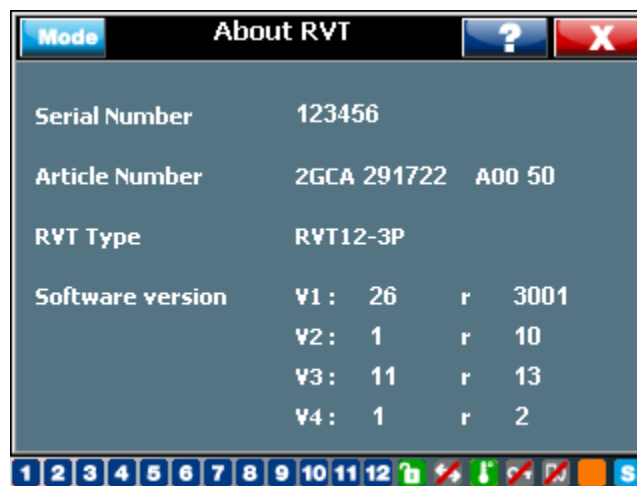 Mode About RVT ? X
Serial Number 123456
Article Number 2GCA 291722 A00 50
RVT Type RVT12-3P
Software version V1 : 26 r 3001
V2 : 1 r 10
V3 : 11 r 13
V4 : 1 r 2
1 2 3 4 5 6 7 8 9 10 11 12 S